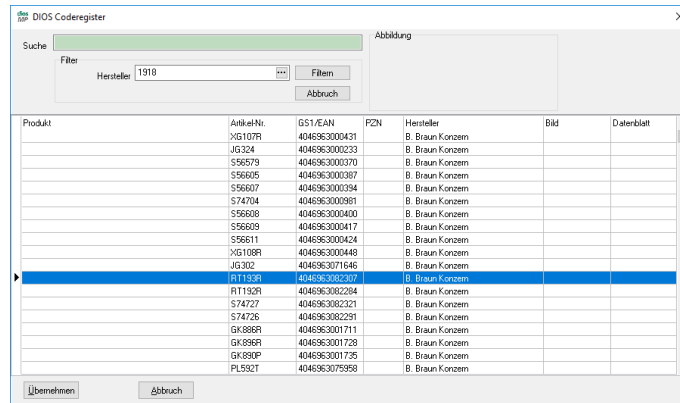 dios MP DIOS Coderegister
Suche
Abbildung
Filter
Hersteller 1918 ... Filtern
Abbruch
Produkt Artikel-Nr. GS1/EAN PZN Hersteller Bild Datenblatt
XG107R 4046963000431 B. Braun Konzern
JG324 4046963000233 B. Braun Konzern
S56579 4046963000370 B. Braun Konzern
S56605 4046963000387 B. Braun Konzern
S56607 4046963000394 B. Braun Konzern
S74704 4046963000981 B. Braun Konzern
S56608 4046963000400 B. Braun Konzern
S56609 4046963000417 B. Braun Konzern
S56611 4046963000424 B. Braun Konzern
XG108R 4046963000448 B. Braun Konzern
JG302 4046963071646 B. Braun Konzern
RT193R 4046963082307 B. Braun Konzern
RT192R 4046963082284 B. Braun Konzern
S74727 4046963082321 B. Braun Konzern
S74726 4046963082291 B. Braun Konzern
GK886R 4046963001711 B. Braun Konzern
GK896R 4046963001728 B. Braun Konzern
GK890P 4046963001735 B. Braun Konzern
PL592T 4046963075958 B. Braun Konzern
Übernehmen Abbruch